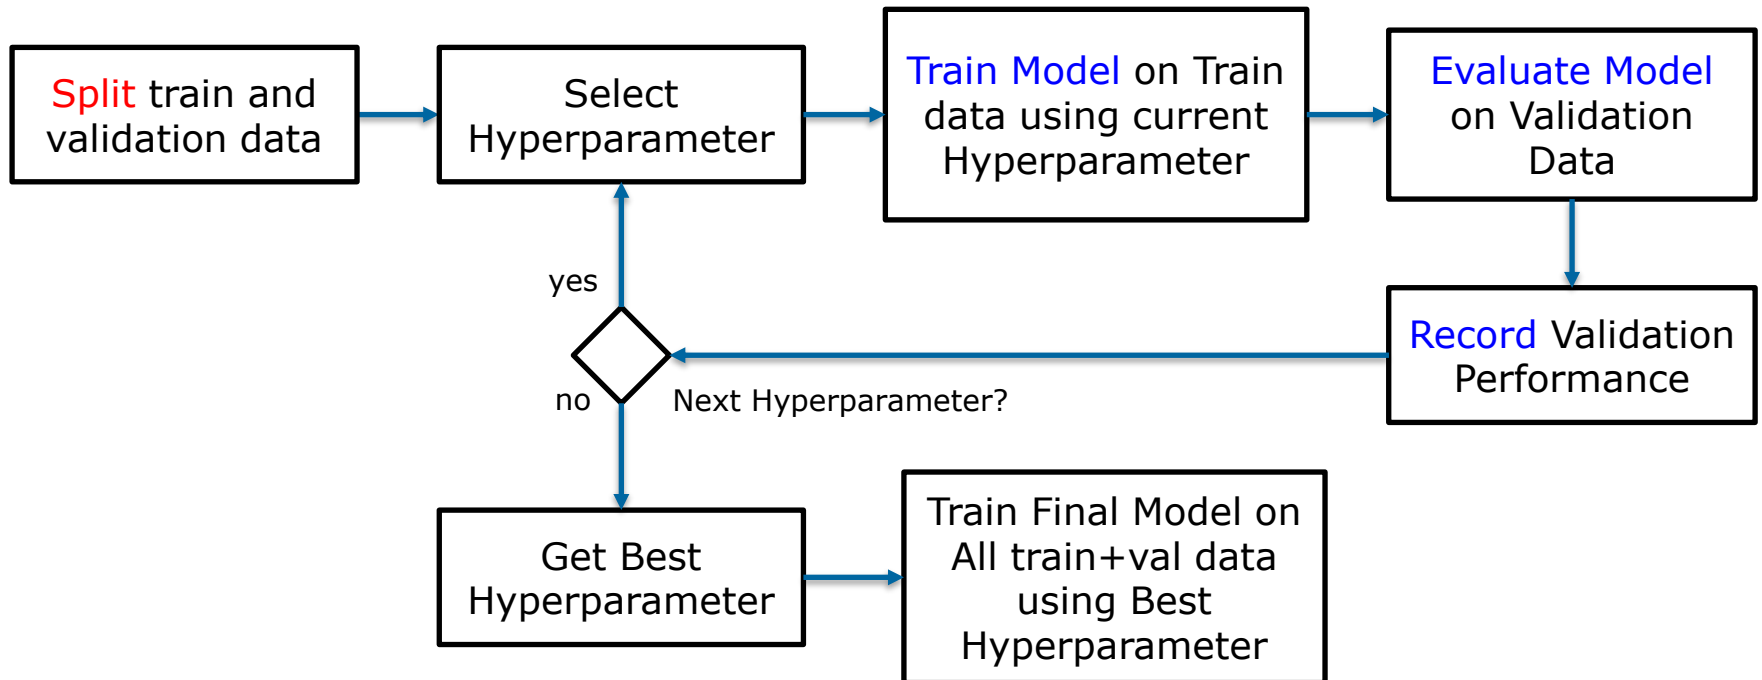 Split train and
validation data
Select
Hyperparameter
Train Model on Train
data using current
Hyperparameter
Evaluate Model
on Validation
Data
Record Validation
Performance
yes
no
Next Hyperparameter?
Get Best
Hyperparameter
Train Final Model on
All train+val data
using Best
Hyperparameter